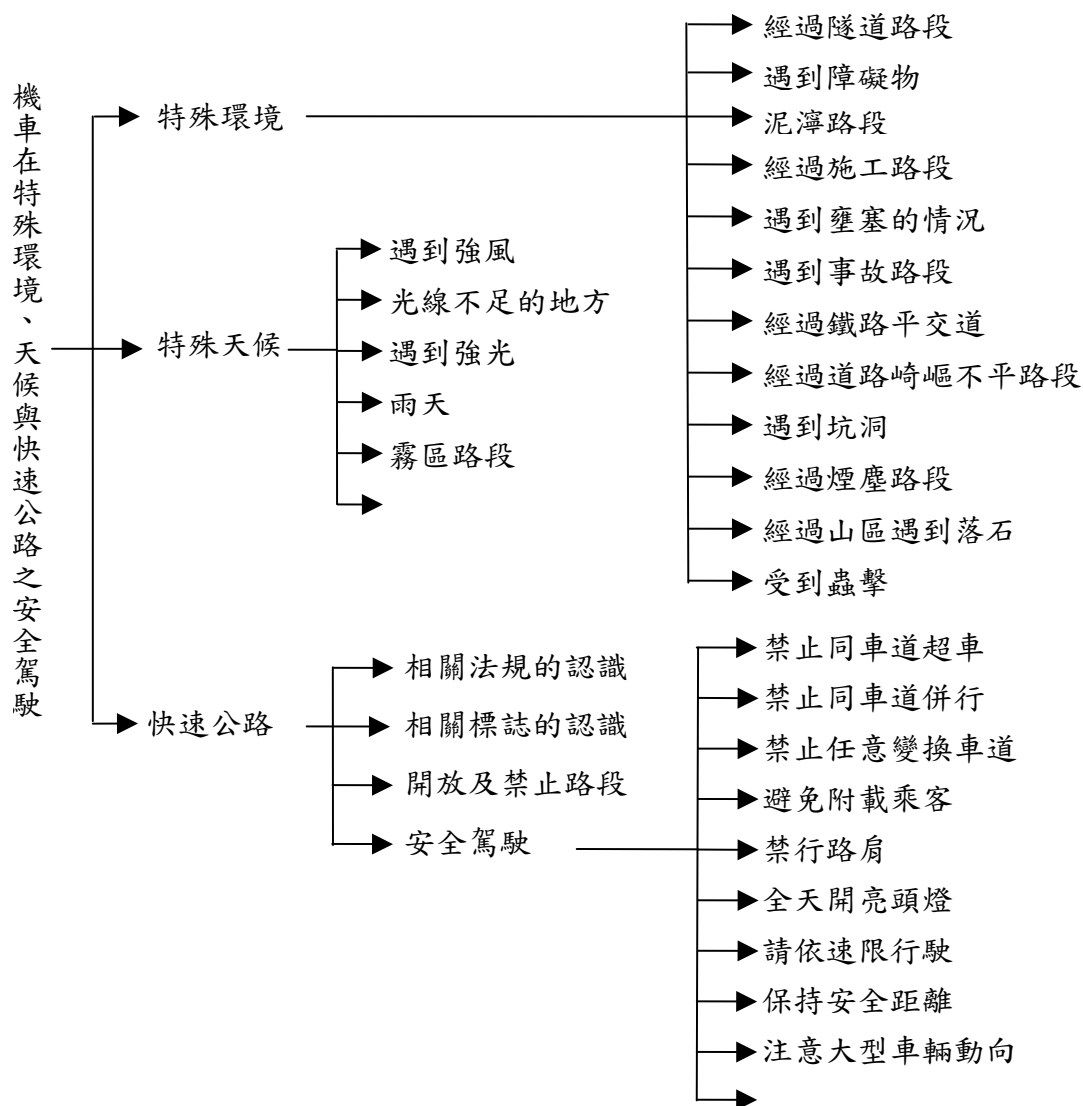 機車在特殊環境、天候與快速公路之安全駕駛
特殊環境
經過隧道路段
遇到障礙物
泥濘路段
經過施工路段
遇到壅塞的情況
遇到事故路段
經過鐵路平交道
經過道路崎嶇不平路段
遇到坑洞
經過煙塵路段
經過山區遇到落石
受到蟲擊
特殊天候
遇到強風
光線不足的地方
遇到強光
雨天
霧區路段
快速公路
相關法規的認識
相關標誌的認識
開放及禁止路段
安全駕駛
禁止同車道超車
禁止同車道併行
禁止任意變換車道
避免附載乘客
禁行路肩
全天開亮頭燈
請依速限行駛
保持安全距離
注意大型車輛動向